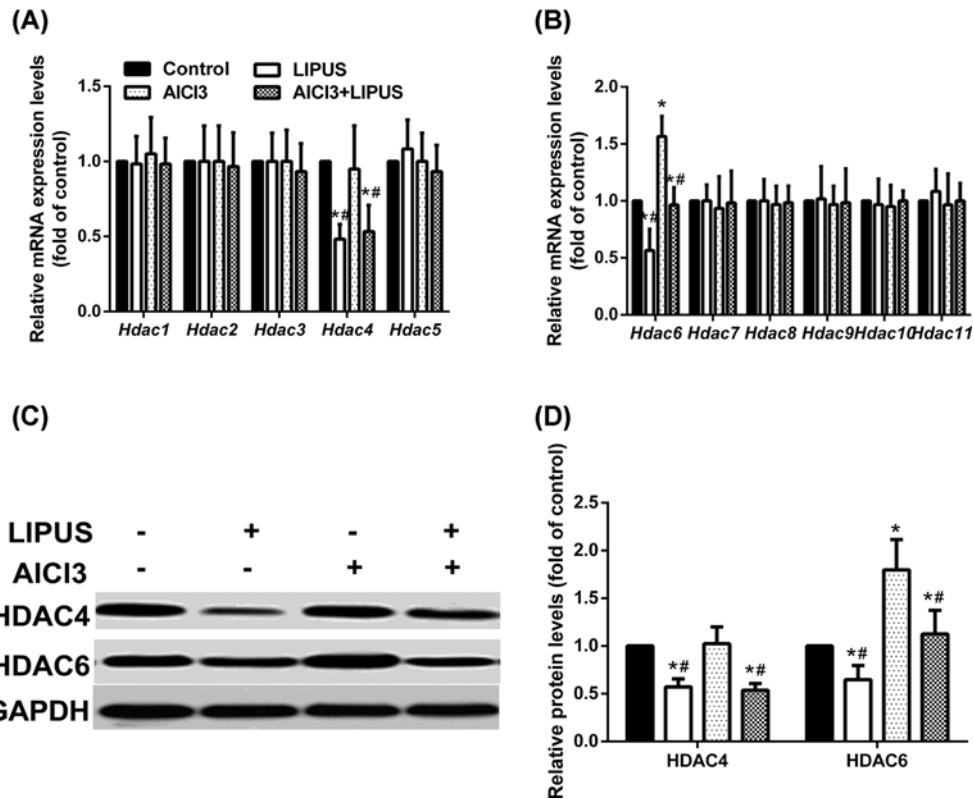 (A)
Relative mRNA expression levels
(fold of control)
Control
LIPUS
AlCl3
AlCl3+LIPUS
1.5
1.0
0.5
0.0
*#
*#
Hdac1 Hdac2 Hdac3 Hdac4 Hdac5
(B)
Relative mRNA expression levels
(fold of control)
2.0
1.5
1.0
0.5
0.0
*#
*
*#
Hdac6 Hdac7 Hdac8 Hdac9 Hdac10 Hdac11
(C)
LIPUS - + - +
AlCl3 - - + +
HDAC4
HDAC6
GAPDH
(D)
Relative protein levels (fold of control)
2.5
2.0
1.5
1.0
0.5
0.0
*#
*#
*#
*
*#
HDAC4 HDAC6